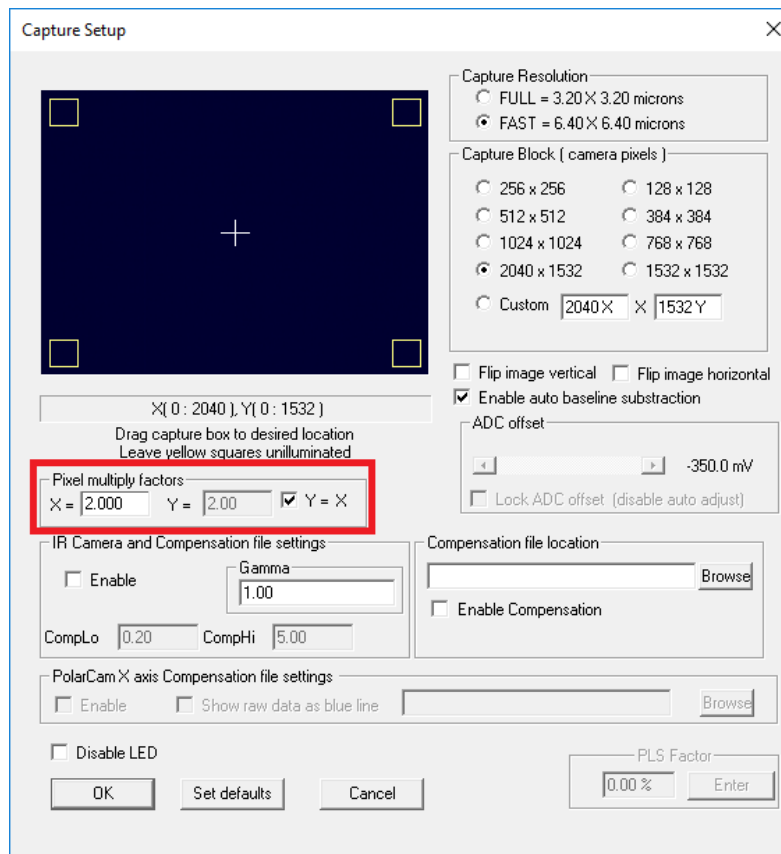 Capture Setup
Capture Resolution
FULL = 3.20 X 3.20 microns
FAST = 6.40 X 6.40 microns
Capture Block ( camera pixels )
256 x 256 128 x 128
512 x 512 384 x 384
1024 x 1024 768 x 768
2040 x 1532 1532 x 1532
Custom 2040 X X 1532 Y
Flip image vertical Flip image horizontal
Enable auto baseline substraction
X( 0 : 2040 ), Y( 0 : 1532 )
Drag capture box to desired location
Leave yellow squares unilluminated
ADC offset
-350.0 mV
Lock ADC offset (disable auto adjust)
Pixel multiply factors
X = 2.000 Y = 2.00 Y = X
IR Camera and Compensation file settings
Enable
Gamma
1.00
CompLo 0.20 CompHi 5.00
Compensation file location
Browse
Enable Compensation
PolarCam X axis Compensation file settings
Enable Show raw data as blue line Browse
Disable LED
OK Set defaults Cancel
PLS Factor
0.00 % Enter